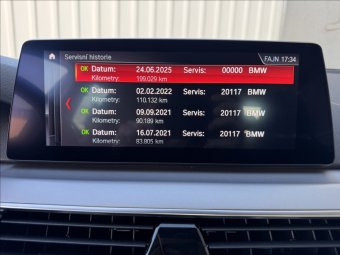 Servisní historie
FAJN 17:34
OK Datum: 24.06.2025 Servis: 00000 BMW
Kilometry: 199.029 km
OK Datum: 02.02.2022 Servis: 20117 BMW
Kilometry: 110.132 km
OK Datum: 09.09.2021 Servis: 20117 BMW
Kilometry: 90.189 km
OK Datum: 16.07.2021 Servis: 20117 BMW
Kilometry: 83.805 km